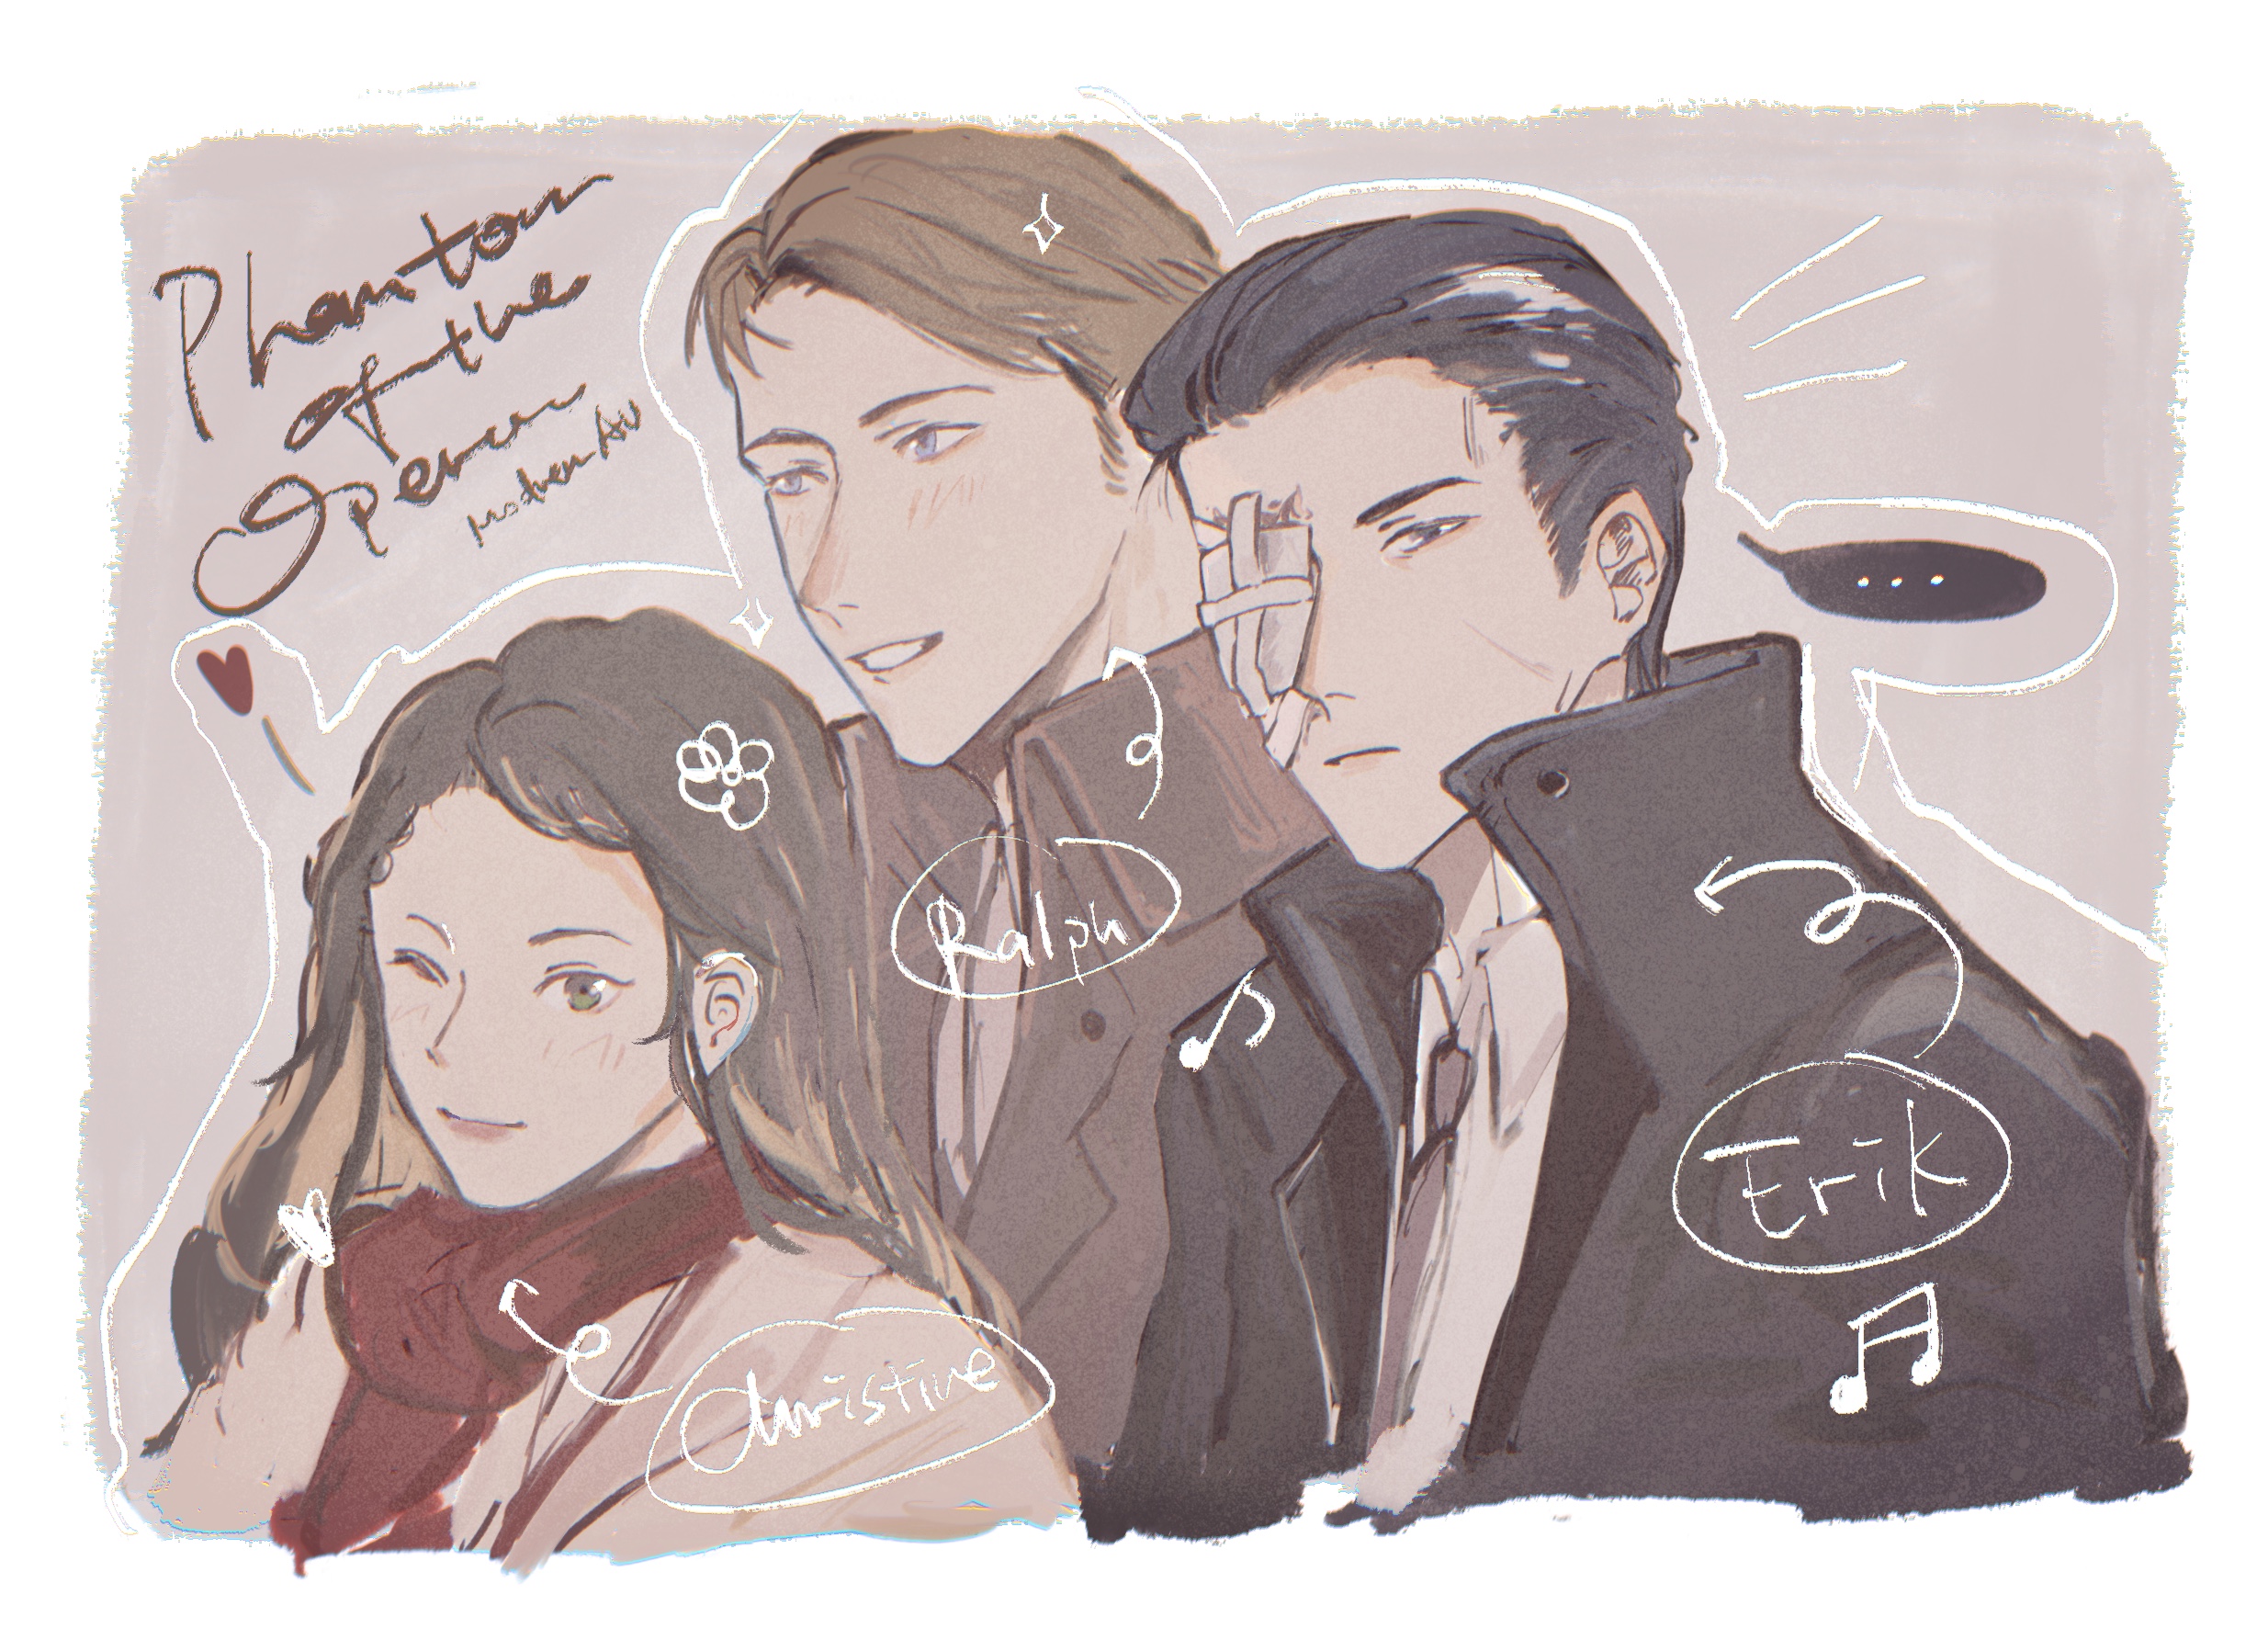 Phantom
of the
Opera
modern AU
...
Ralph
Erik
Christine